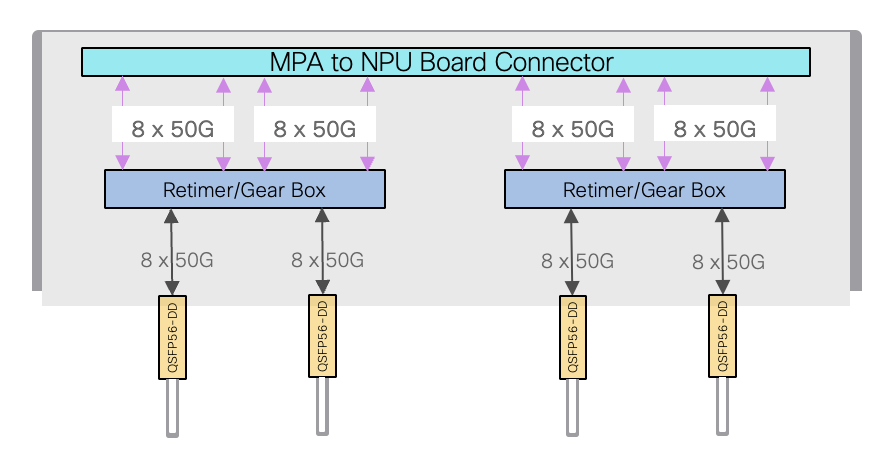 MPA to NPU Board Connector
8 x 50G
8 x 50G
8 x 50G
8 x 50G
Retimer/Gear Box
Retimer/Gear Box
8 x 50G
8 x 50G
8 x 50G
8 x 50G
QSFP56-DD
QSFP56-DD
QSFP56-DD
QSFP56-DD